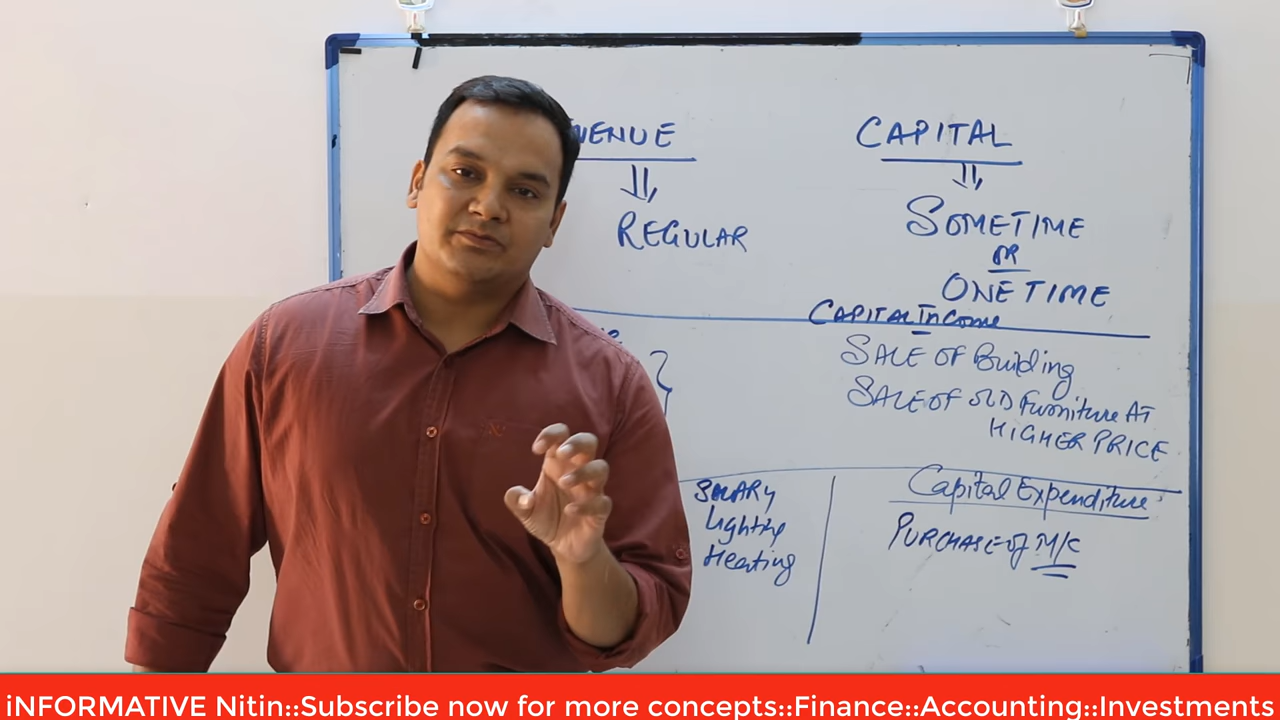 VENUE
CAPITAL
REGULAR
SOMETIME
OR
ONE TIME
CAPITAL INCOME
SALE OF Building
SALE OF OLD Furniture AT
HIGHER PRICE
SALARY
Lighting
Heating
Capital Expenditure
PURCHASE of M/C
iNFORMATIVE Nitin::Subscribe now for more concepts::Finance::Accounting::Investments